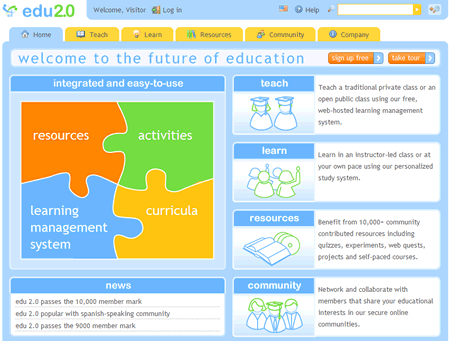 edu2.0
Welcome, Visitor Log in
Help
Home Teach Learn Resources Community Company
welcome to the future of education
sign up free take tour
integrated and easy-to-use
resources
activities
learning
management
system
curricula
teach
Teach a traditional private class or an
open public class using our free,
web-hosted learning management
system.
learn
Learn in an instructor-led class or at
your own pace using our personalized
study system.
resources
Benefit from 10,000+ community
contributed resources including
quizzes, experiments, web quests,
projects and self-paced courses.
news
edu 2.0 passes the 10,000 member mark
edu 2.0 popular with spanish-speaking community
edu 2.0 passes the 9000 member mark
community
Network and collaborate with
members that share your educational
interests in our secure online
communities.